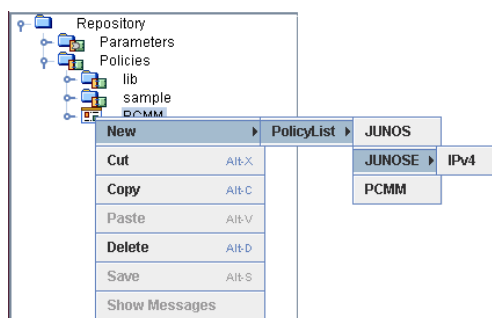 Repository
Parameters
Policies
lib
sample
PCMM
New PolicyList JUNOS
Cut Alt-X JUNOSE IPv4
Copy Alt-C PCMM
Paste Alt-V
Delete Alt-D
Save Alt-S
Show Messages